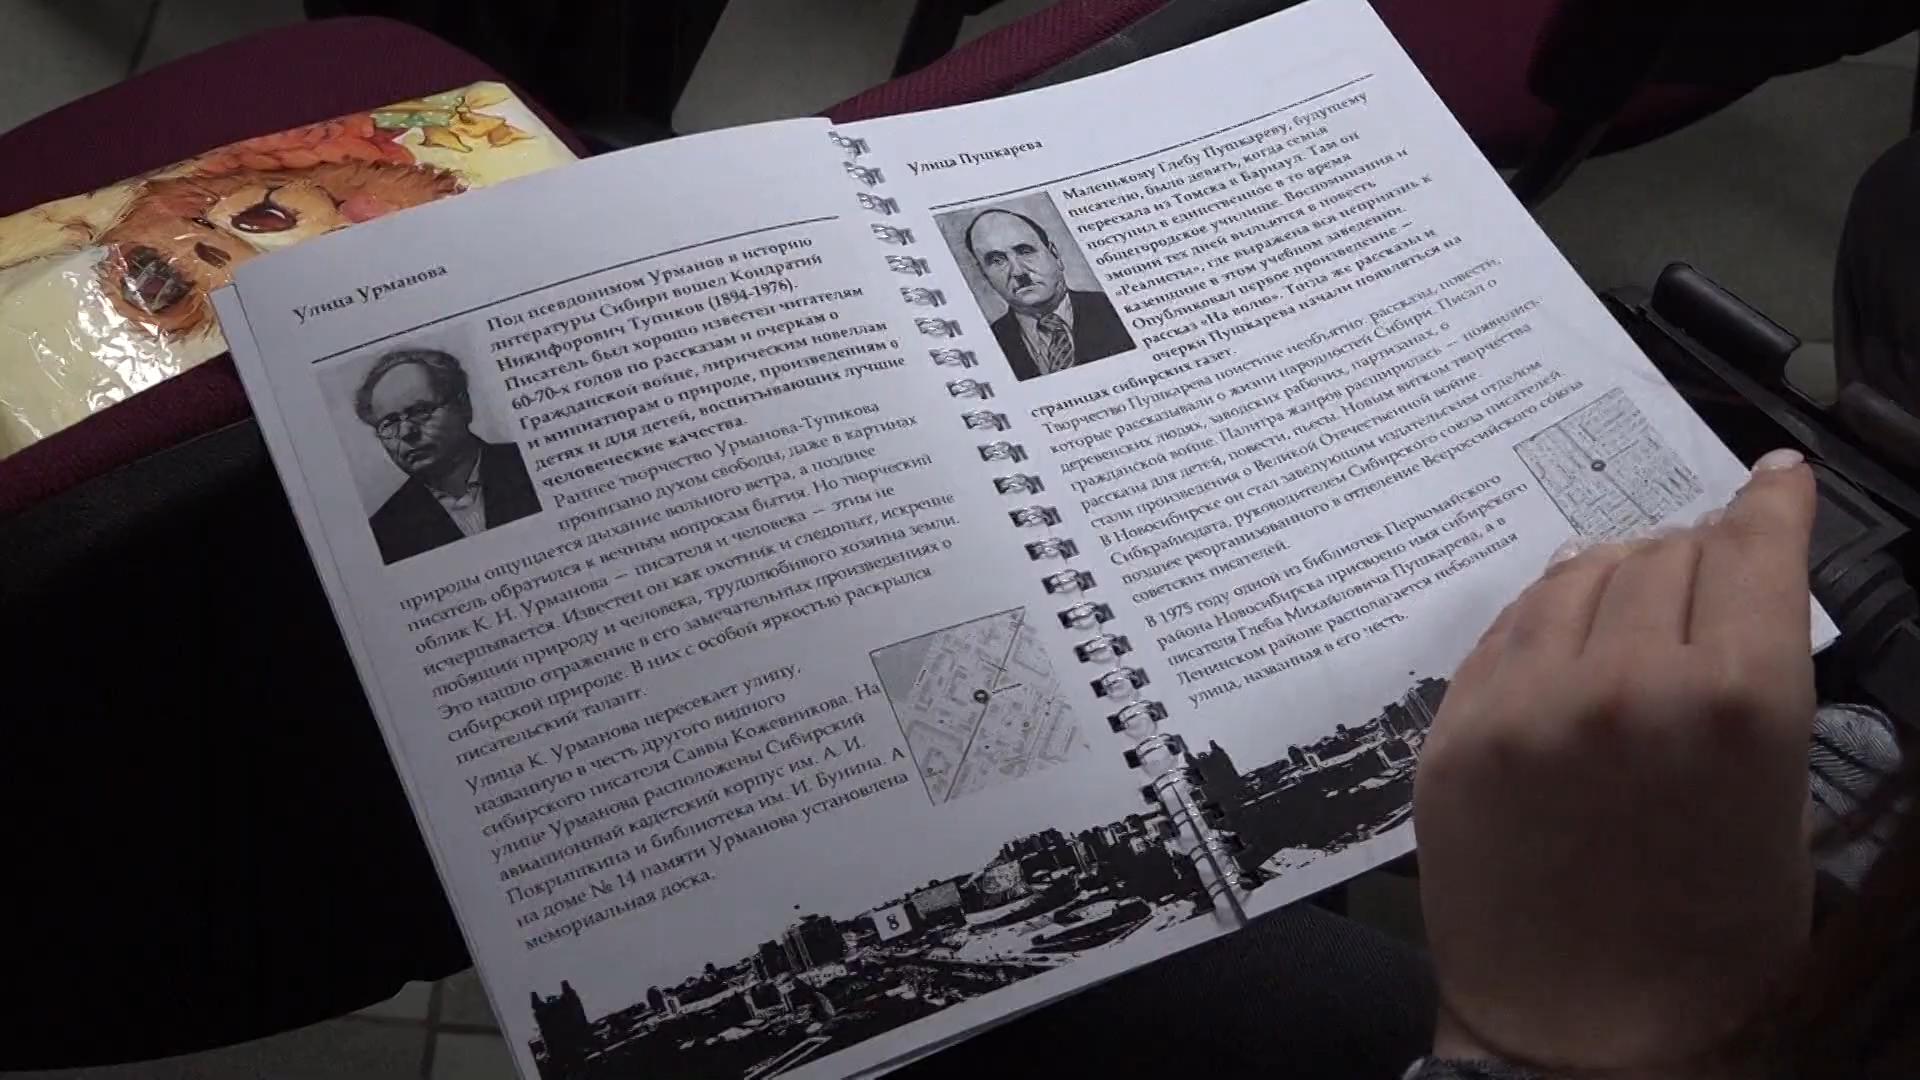 Улица Урманова
Под псевдонимом Урманов в историю
литературы Сибири вошел Кондратий
Никифорович Тупиков (1894-1976).
Писатель был хорошо известен читателям
60-70-х годов по рассказам и очеркам о
Гражданской войне, лирическим новеллам
и миниатюрам о природе, произведениям о
детях и для детей, воспитывающих лучшие
человеческие качества.
Раннее творчество Урманова-Тупикова
пронизано духом свободы, даже в картинах
природы ощущается дыхание вольного ветра, а позднее
писатель обратился к вечным вопросам бытия. Но творческий
облик К. Н. Урманова — писателя и человека — этим не
исчерпывается. Известен он как охотник и следопыт, искренне
любящий природу и человека, трудолюбивого хозяина земли.
Это нашло отражение в его замечательных произведениях о
сибирской природе. В них с особой яркостью раскрылся
писательский талант.
Улица К. Урманова пересекает улицу,
названную в честь другого видного
сибирского писателя Саввы Кожевникова. На
улице Урманова расположены Сибирский
авиационный кадетский корпус им. А. И.
Покрышкина и библиотека им. И. Бунина. А
на доме № 14 памяти Урманова установлена
мемориальная доска.
8
Улица Пушкарева
Маленькому Глебу Пушкареву, будущему
писателю, было девять, когда семья
переехала из Томска в Барнаул. Там он
поступил в единственное в то время
общегородское училище. Воспоминания и
эмоции тех дней выльются в повесть
«Реалисты», где выражена вся неприязнь к
казенщине в этом учебном заведении.
Опубликовал первое произведение —
рассказ «На волю». Тогда же рассказы и
очерки Пушкарева начали появляться на
страницах сибирских газет.
Творчество Пушкарева поистине необъятно: рассказы, повести,
которые рассказывали о жизни народностей Сибири. Писал о
деревенских людях, заводских рабочих, партизанах, о
гражданской войне. Палитра жанров расширилась — появились
рассказы для детей, повести, пьесы. Новым витком творчества
стали произведения о Великой Отечественной войне.
В Новосибирске он стал заведующим издательским отделом
Сибкрайиздата, руководителем Сибирского союза писателей,
позднее реорганизованного в отделение Всероссийского союза
советских писателей.
В 1975 году одной из библиотек Первомайского
района Новосибирска присвоено имя сибирского
писателя Глеба Михайловича Пушкарева, а в
Ленинском районе располагается небольшая
улица, названная в его честь.